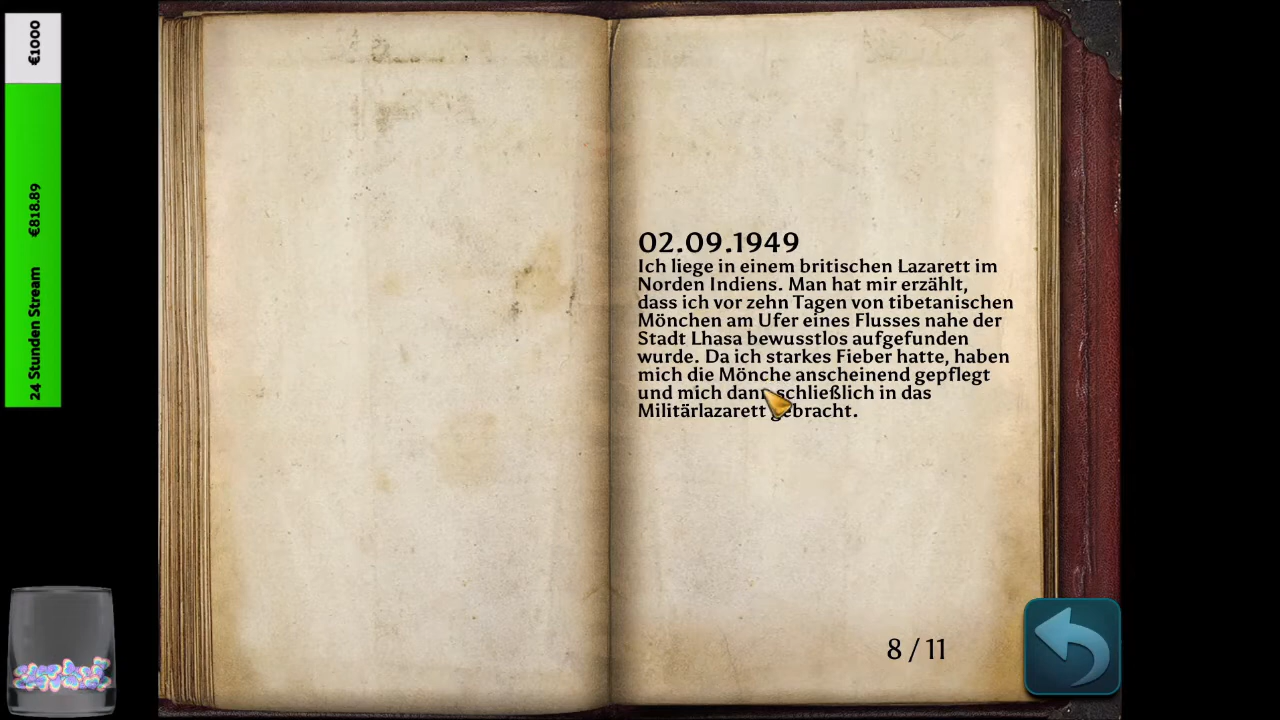 €1000
24 Stunden Stream €818.89
02.09.1949
Ich liege in einem britischen Lazarett im
Norden Indiens. Man hat mir erzählt,
dass ich vor zehn Tagen von tibetanischen
Mönchen am Ufer eines Flusses nahe der
Stadt Lhasa bewusstlos aufgefunden
wurde. Da ich starkes Fieber hatte, haben
mich die Mönche anscheinend gepflegt
und mich dann schließlich in das
Militärlazarett gebracht.
8 / 11